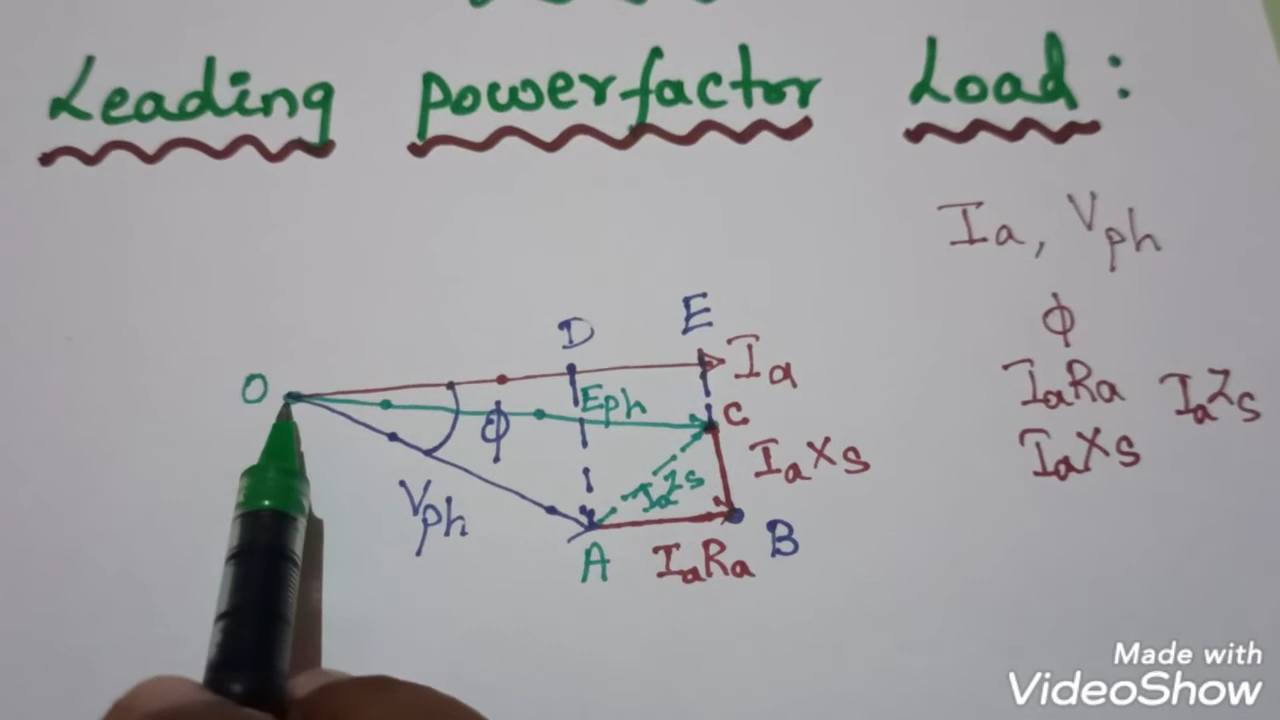 Leading powerfactor Load :
Ia, Vph
ϕ
IaRa IaZs
IaXs
D E
O Ia
Eph C
ϕ
IaXs
Vph IaZs
A IaRa B
Made with
VideoShow